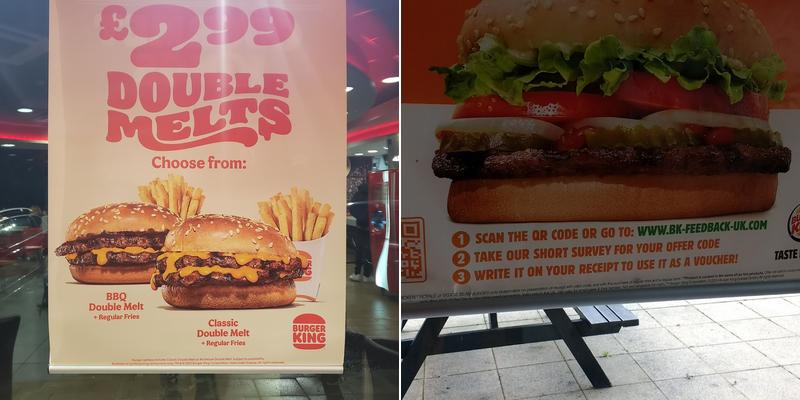 £2.99
DOUBLE
MELTS
Choose from:
BBQ
Double Melt
+ Regular Fries
Classic
Double Melt
+ Regular Fries
BURGER
KING
1 SCAN THE QR CODE OR GO TO: WWW.BK-FEEDBACK-UK.COM
2 TAKE OUR SHORT SURVEY FOR YOUR OFFER CODE
3 WRITE IT ON YOUR RECEIPT TO USE IT AS A VOUCHER!
TASTE